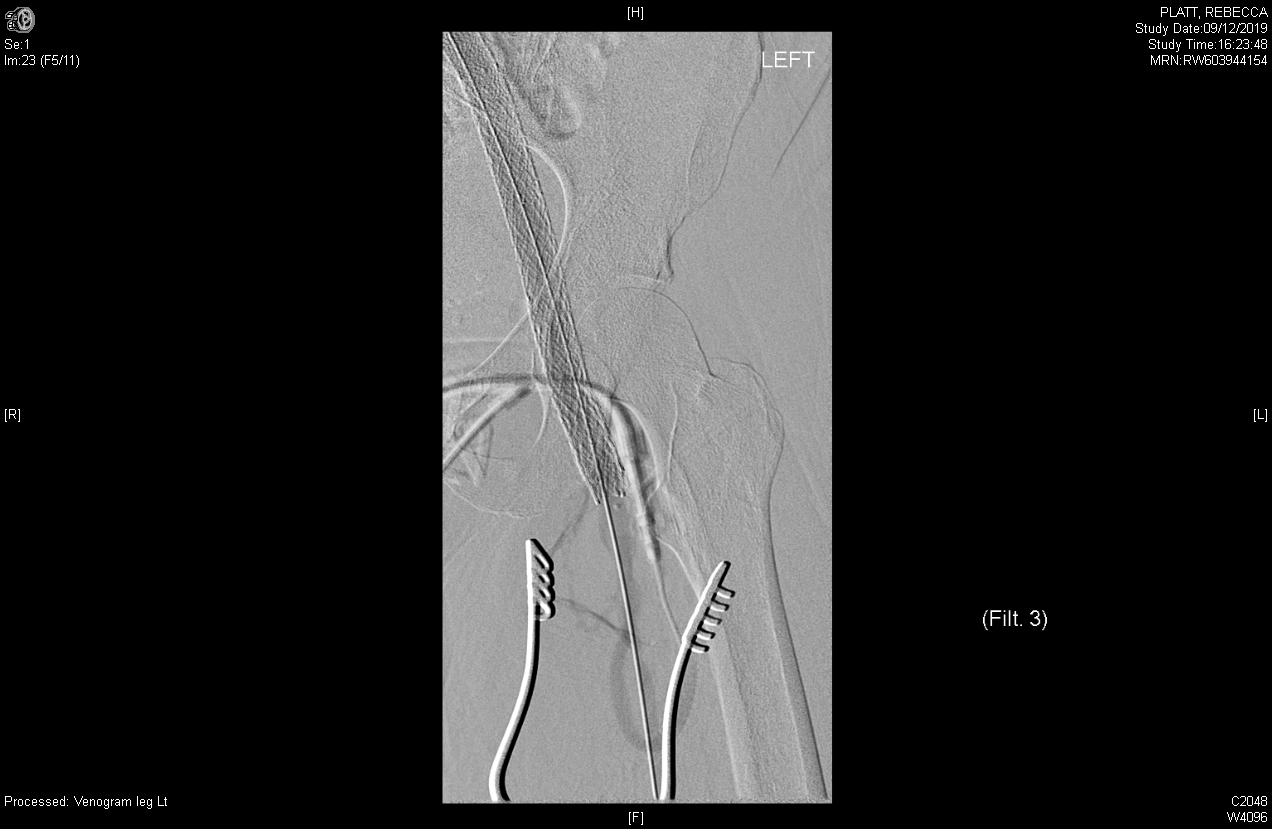 [H]
PLATT, REBECCA
Study Date:09/12/2019
Study Time:16:23:48
MRN:RW603944154
Se:1
Im:23 (F5/11)
LEFT
[R]
[L]
(Filt. 3)
Processed: Venogram leg Lt
[F]
C2048
W4096